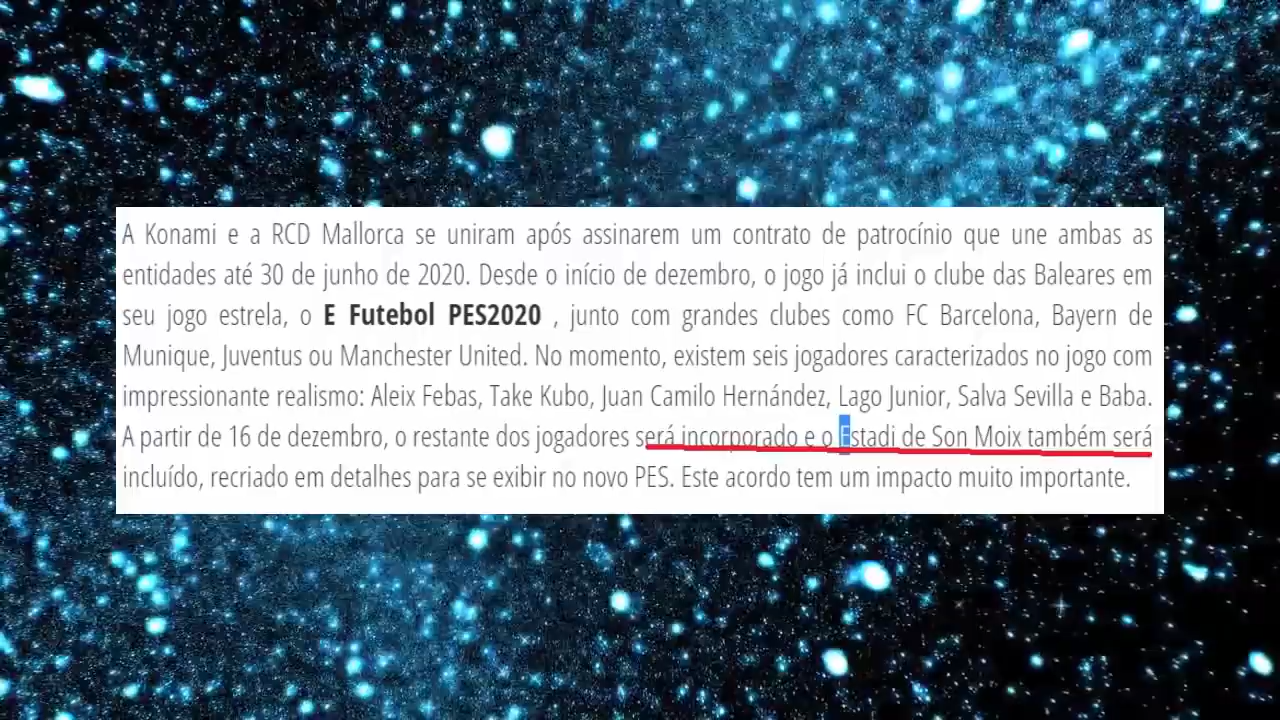 A Konami e a RCD Mallorca se uniram após assinarem um contrato de patrocínio que une ambas as
entidades até 30 de junho de 2020. Desde o início de dezembro, o jogo já inclui o clube das Baleares em
seu jogo estrela, o E Futebol PES2020 , junto com grandes clubes como FC Barcelona, Bayern de
Munique, Juventus ou Manchester United. No momento, existem seis jogadores caracterizados no jogo com
impressionante realismo: Aleix Febas, Take Kubo, Juan Camilo Hernández, Lago Junior, Salva Sevilla e Baba.
A partir de 16 de dezembro, o restante dos jogadores será incorporado e o Estadi de Son Moix também será
incluído, recriado em detalhes para se exibir no novo PES. Este acordo tem um impacto muito importante.